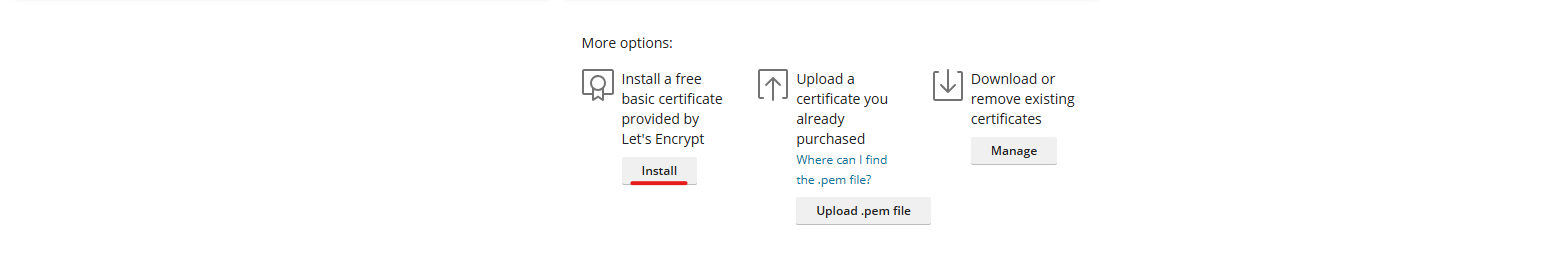 More options:
Install a free
basic certificate
provided by
Let's Encrypt
Install
Upload a
certificate you
already
purchased
Where can I find
the .pem file?
Upload .pem file
Download or
remove existing
certificates
Manage